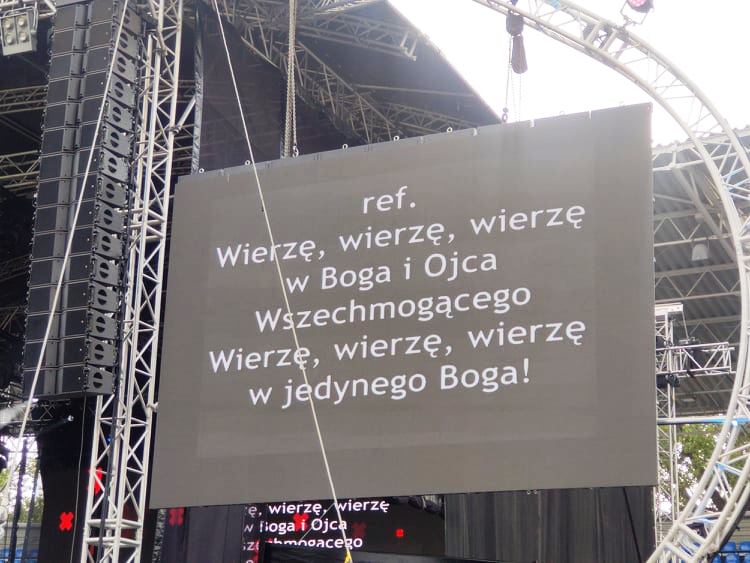 ref.
Wierzę, wierzę, wierzę
w Boga i Ojca
Wszechmogącego
Wierzę, wierzę, wierzę
w jedynego Boga!
wierzę, wierzę
w Boga i Ojca